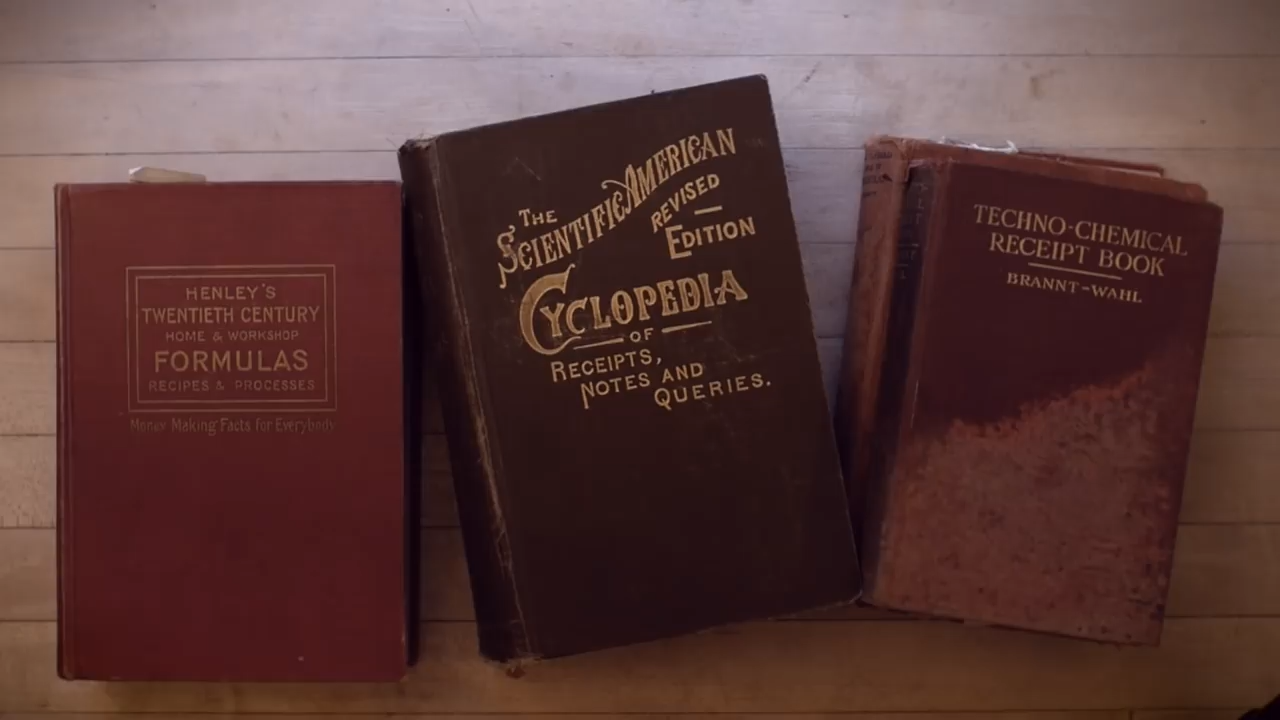 HENLEY'S
TWENTIETH CENTURY
HOME & WORKSHOP
FORMULAS
RECIPES & PROCESSES
Money Making Facts for Everybody
THE
SCIENTIFIC AMERICAN
REVISED
EDITION
CYCLOPEDIA
OF
RECEIPTS,
NOTES AND
QUERIES.
TECHNO-CHEMICAL
RECEIPT BOOK
BRANNT-WAHL